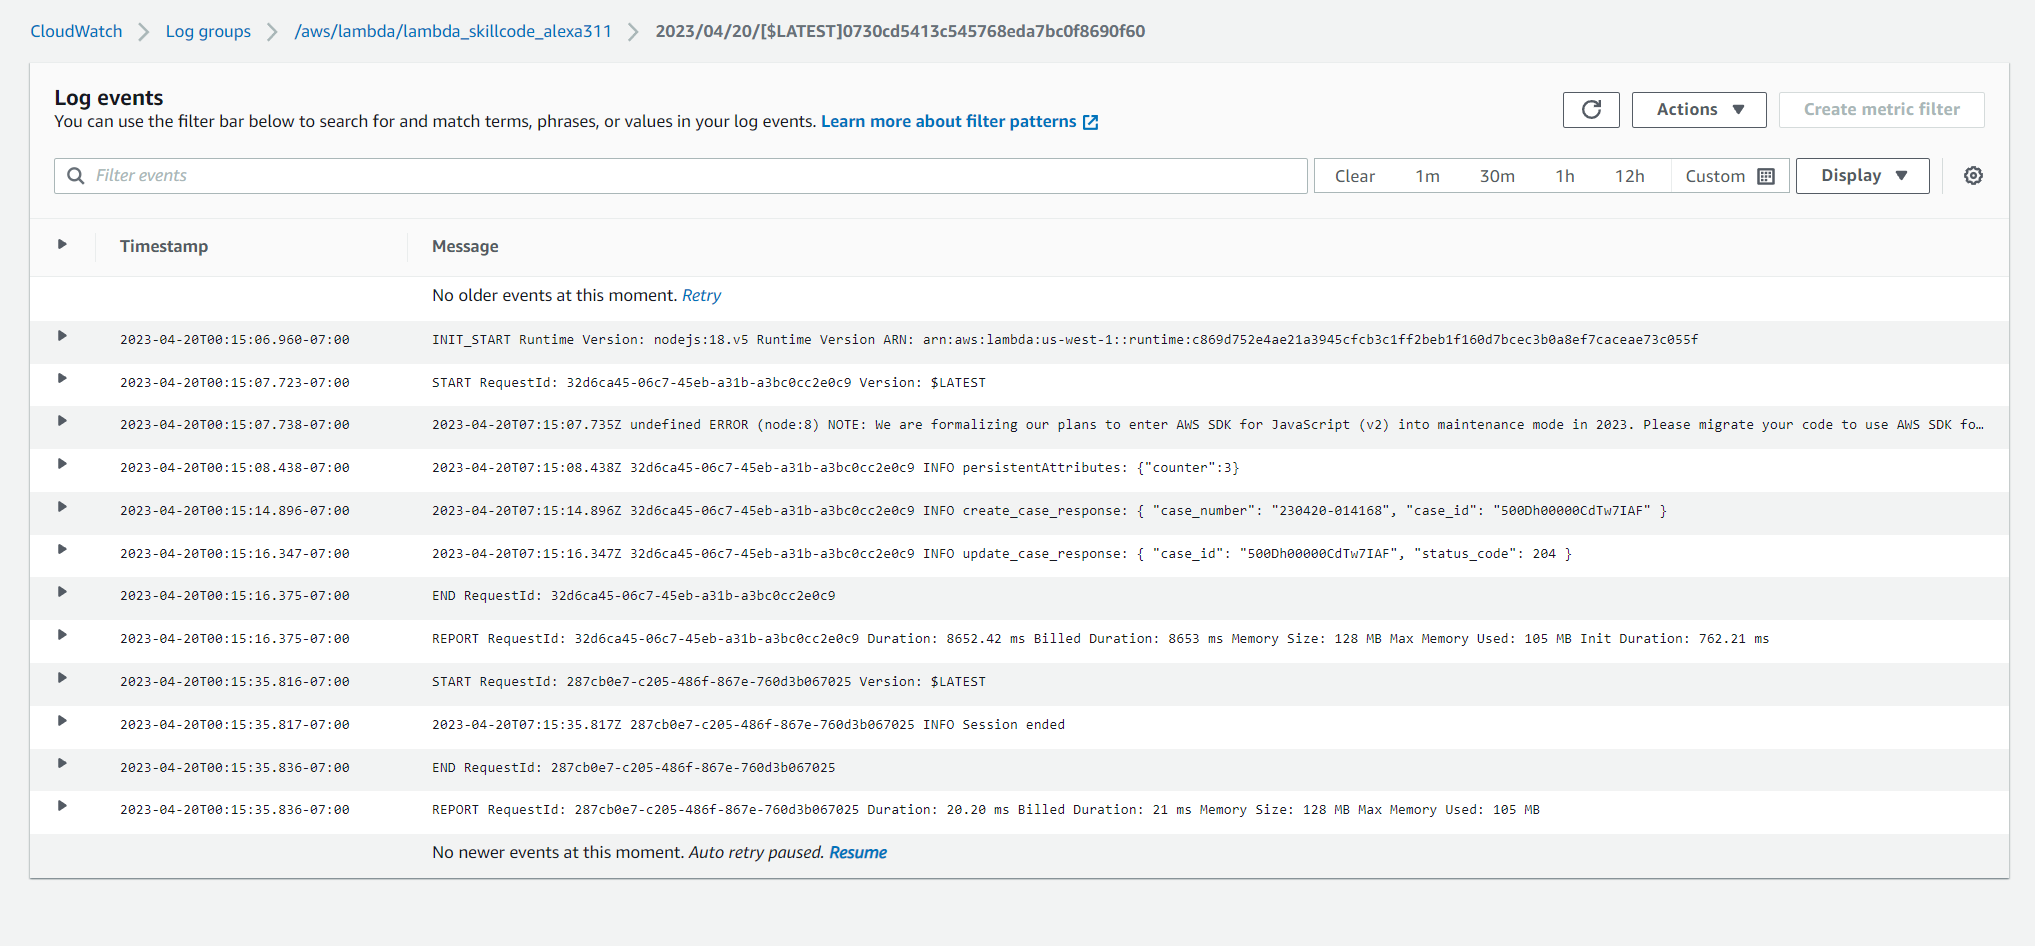 CloudWatch > Log groups > /aws/lambda/lambda_skillcode_alexa311 > 2023/04/20/[$LATEST]0730cd5413c545768eda7bc0f8690f60
Log events
You can use the filter bar below to search for and match terms, phrases, or values in your log events. Learn more about filter patterns
Actions
Create metric filter
Filter events
Clear 1m 30m 1h 12h Custom
Display
Timestamp Message
No older events at this moment. Retry
2023-04-20T00:15:06.960-07:00 INIT_START Runtime Version: nodejs:18.v5 Runtime Version ARN: arn:aws:lambda:us-west-1::runtime:c869d752e4ae21a3945cfcb3c1ff2beb1f160d7bcec3b0a8ef7caceae73c055f
2023-04-20T00:15:07.723-07:00 START RequestId: 32d6ca45-06c7-45eb-a31b-a3bc0cc2e0c9 Version: $LATEST
2023-04-20T00:15:07.738-07:00 2023-04-20T07:15:07.735Z undefined ERROR (node:8) NOTE: We are formalizing our plans to enter AWS SDK for JavaScript (v2) into maintenance mode in 2023. Please migrate your code to use AWS SDK fo…
2023-04-20T00:15:08.438-07:00 2023-04-20T07:15:08.438Z 32d6ca45-06c7-45eb-a31b-a3bc0cc2e0c9 INFO persistentAttributes: {"counter":3}
2023-04-20T00:15:14.896-07:00 2023-04-20T07:15:14.896Z 32d6ca45-06c7-45eb-a31b-a3bc0cc2e0c9 INFO create_case_response: { "case_number": "230420-014168", "case_id": "500Dh00000CdTw7IAF" }
2023-04-20T00:15:16.347-07:00 2023-04-20T07:15:16.347Z 32d6ca45-06c7-45eb-a31b-a3bc0cc2e0c9 INFO update_case_response: { "case_id": "500Dh00000CdTw7IAF", "status_code": 204 }
2023-04-20T00:15:16.375-07:00 END RequestId: 32d6ca45-06c7-45eb-a31b-a3bc0cc2e0c9
2023-04-20T00:15:16.375-07:00 REPORT RequestId: 32d6ca45-06c7-45eb-a31b-a3bc0cc2e0c9 Duration: 8652.42 ms Billed Duration: 8653 ms Memory Size: 128 MB Max Memory Used: 105 MB Init Duration: 762.21 ms
2023-04-20T00:15:35.816-07:00 START RequestId: 287cb0e7-c205-486f-867e-760d3b067025 Version: $LATEST
2023-04-20T00:15:35.817-07:00 2023-04-20T07:15:35.817Z 287cb0e7-c205-486f-867e-760d3b067025 INFO Session ended
2023-04-20T00:15:35.836-07:00 END RequestId: 287cb0e7-c205-486f-867e-760d3b067025
2023-04-20T00:15:35.836-07:00 REPORT RequestId: 287cb0e7-c205-486f-867e-760d3b067025 Duration: 20.20 ms Billed Duration: 21 ms Memory Size: 128 MB Max Memory Used: 105 MB
No newer events at this moment. Auto retry paused. Resume